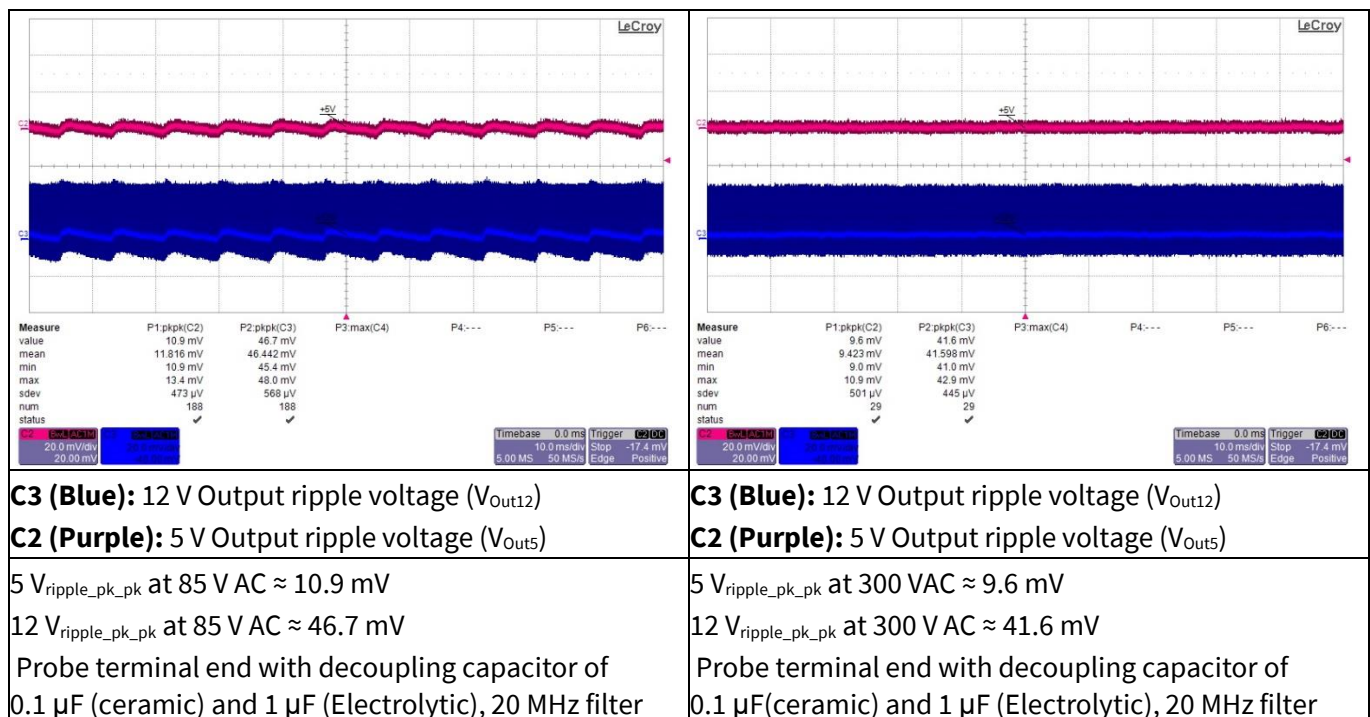 LeCroy
+5V
C2
C3
Measure P1:pkpk(C2) P2:pkpk(C3) P3:max(C4) P4:--- P5:--- P6:---
value 10.9 mV 46.7 mV
mean 11.816 mV 46.442 mV
min 10.9 mV 45.4 mV
max 13.4 mV 48.0 mV
sdev 473 µV 568 µV
num 188 188
status ✓ ✓
C2 BwL AC1M
20.0 mV/div
20.00 mV
Timebase 0.0 ms Trigger C2 DC
10.0 ms/div Stop -17.4 mV
5.00 MS 50 MS/s Edge Positive
LeCroy
+5V
C2
C3
Measure P1:pkpk(C2) P2:pkpk(C3) P3:max(C4) P4:--- P5:--- P6:---
value 9.6 mV 41.6 mV
mean 9.423 mV 41.598 mV
min 9.0 mV 41.0 mV
max 10.9 mV 42.9 mV
sdev 501 µV 445 µV
num 29 29
status ✓ ✓
C2 BwL AC1M
20.0 mV/div
20.00 mV
Timebase 0.0 ms Trigger C2 DC
10.0 ms/div Stop -17.4 mV
5.00 MS 50 MS/s Edge Positive
C3 (Blue): 12 V Output ripple voltage (VOut12)
C2 (Purple): 5 V Output ripple voltage (VOut5)
C3 (Blue): 12 V Output ripple voltage (VOut12)
C2 (Purple): 5 V Output ripple voltage (VOut5)
5 Vripple_pk_pk at 85 V AC ≈ 10.9 mV
12 Vripple_pk_pk at 85 V AC ≈ 46.7 mV
Probe terminal end with decoupling capacitor of
0.1 µF (ceramic) and 1 µF (Electrolytic), 20 MHz filter
5 Vripple_pk_pk at 300 VAC ≈ 9.6 mV
12 Vripple_pk_pk at 300 V AC ≈ 41.6 mV
Probe terminal end with decoupling capacitor of
0.1 µF(ceramic) and 1 µF (Electrolytic), 20 MHz filter